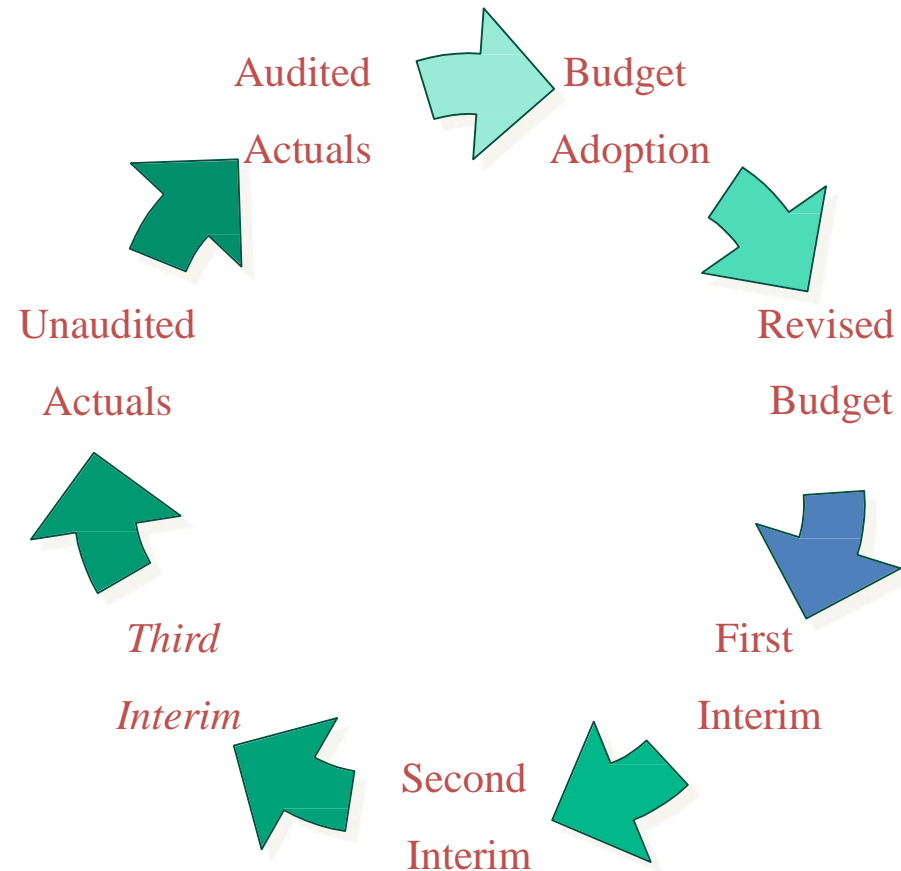 Audited
Actuals
Budget
Adoption
Revised
Budget
First
Interim
Second
Interim
Third
Interim
Unaudited
Actuals